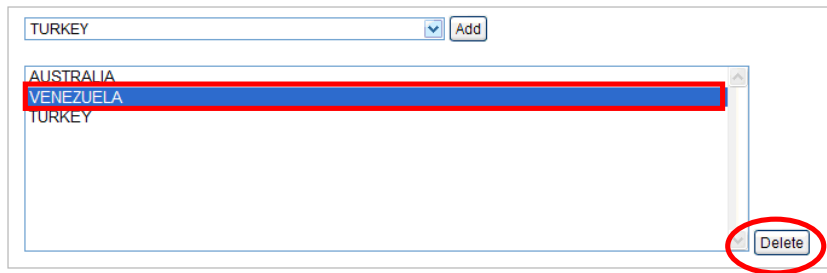 TURKEY Add
AUSTRALIA
VENEZUELA
TURKEY
Delete